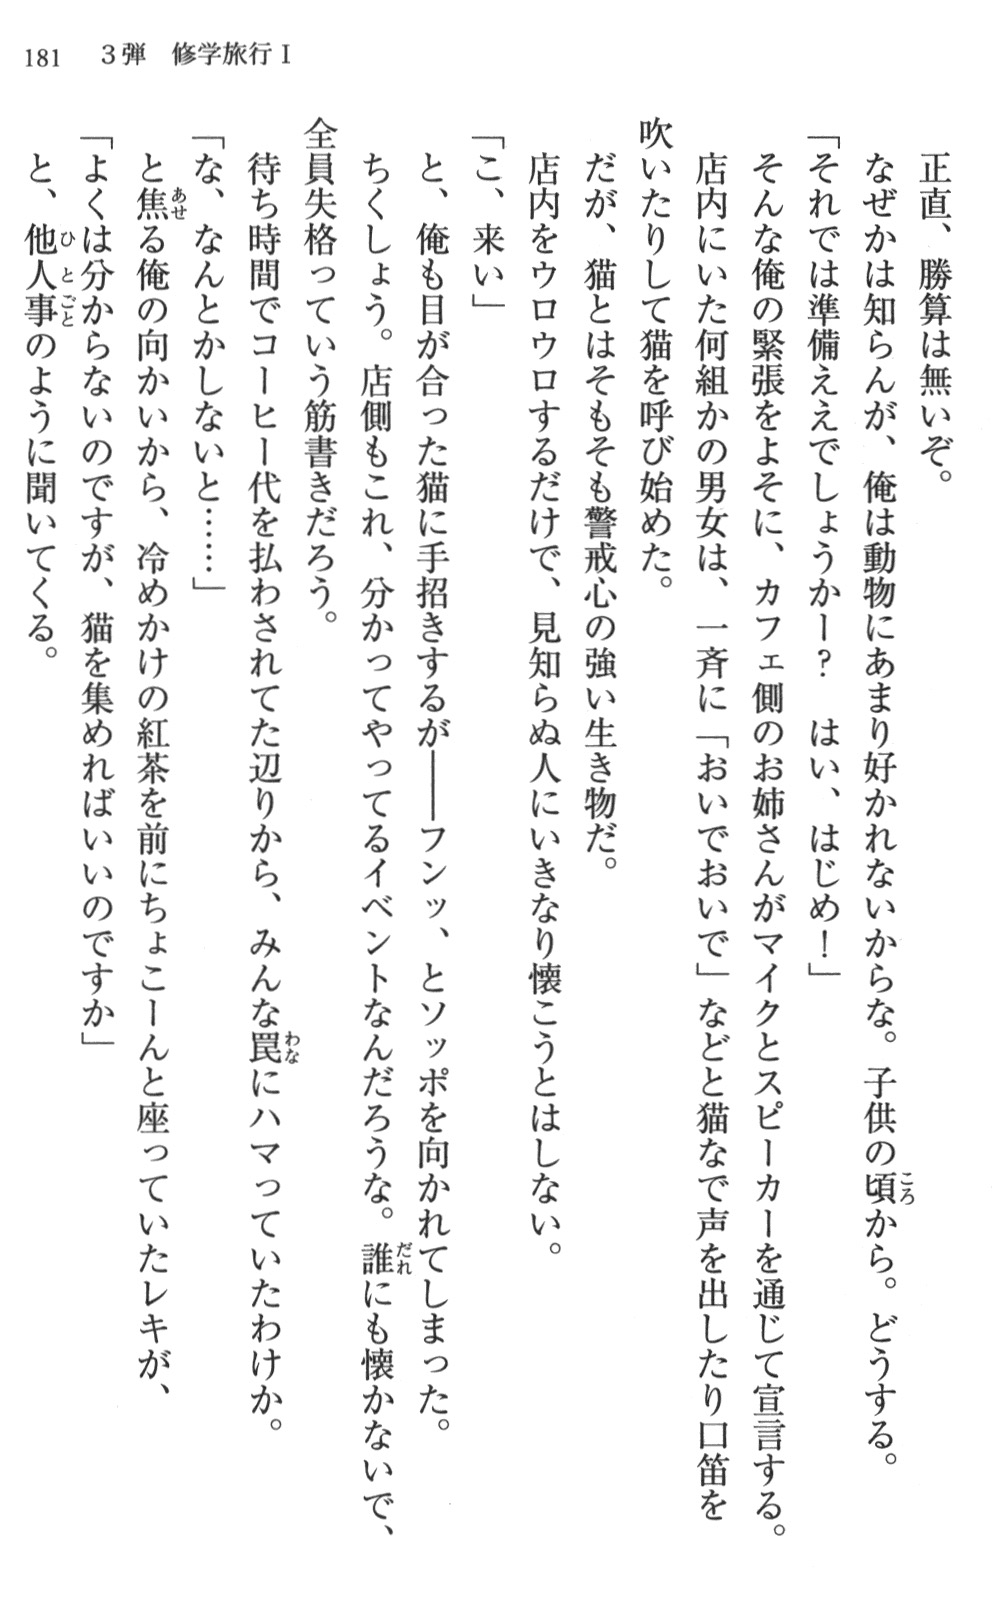 181　3弾　修学旅行Ⅰ
正直、勝算は無いぞ。
なぜかは知らんが、俺は動物にあまり好かれないからな。子供の頃から。どうする。
「それでは準備ええでしょうかー？　はい、はじめ！」
そんな俺の緊張をよそに、カフェ側のお姉さんがマイクとスピーカーを通じて宣言する。
店内にいた何組かの男女は、一斉に「おいでおいで」などと猫なで声を出したり口笛を
吹いたりして猫を呼び始めた。
だが、猫とはそもそも警戒心の強い生き物だ。
店内をウロウロするだけで、見知らぬ人にいきなり懐こうとはしない。
「こ、来い」
と、俺も目が合った猫に手招きするが――フンッ、とソッポを向かれてしまった。
ちくしょう。店側もこれ、分かってやってるイベントなんだろうな。誰にも懐かないで、
全員失格っていう筋書きだろう。
待ち時間でコーヒー代を払わされてた辺りから、みんな罠にハマっていたわけか。
「な、なんとかしないと……」
と焦る俺の向かいから、冷めかけの紅茶を前にちょこーんと座っていたレキが、
「よくは分からないのですが、猫を集めればいいのですか」
と、他人事のように聞いてくる。